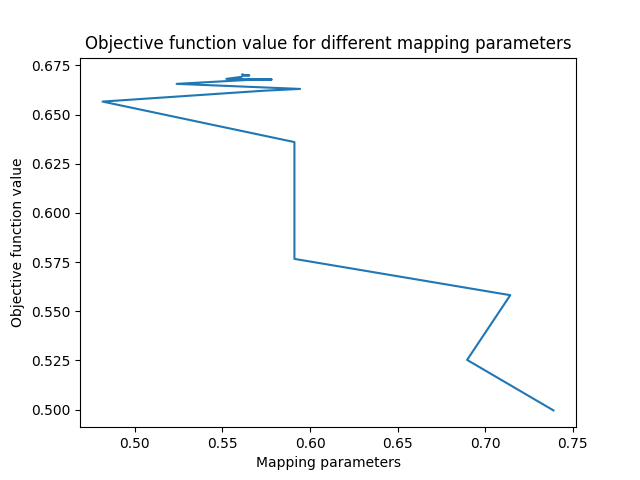 Objective function value for different mapping parameters
Objective function value
0.675
0.650
0.625
0.600
0.575
0.550
0.525
0.500
0.50 0.55 0.60 0.65 0.70 0.75
Mapping parameters